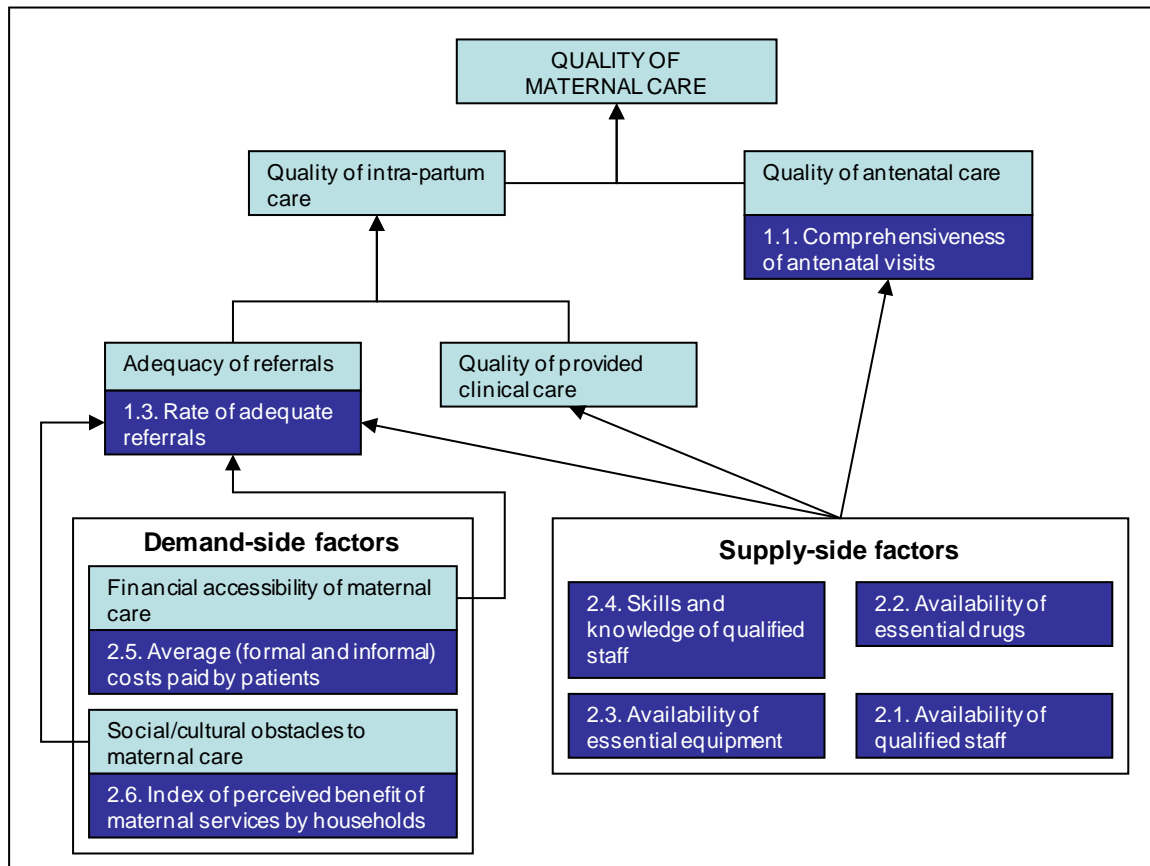 QUALITY OF
MATERNAL CARE
Quality of intra-partum
care
Quality of antenatal care
1.1. Comprehensiveness
of antenatal visits
Adequacy of referrals
1.3. Rate of adequate
referrals
Quality of provided
clinical care
Demand-side factors
Financial accessibility of maternal
care
2.5. Average (formal and informal)
costs paid by patients
Social/cultural obstacles to
maternal care
2.6. Index of perceived benefit of
maternal services by households
Supply-side factors
2.4. Skills and
knowledge of qualified
staff
2.2. Availability of
essential drugs
2.3. Availability of
essential equipment
2.1. Availability of
qualified staff